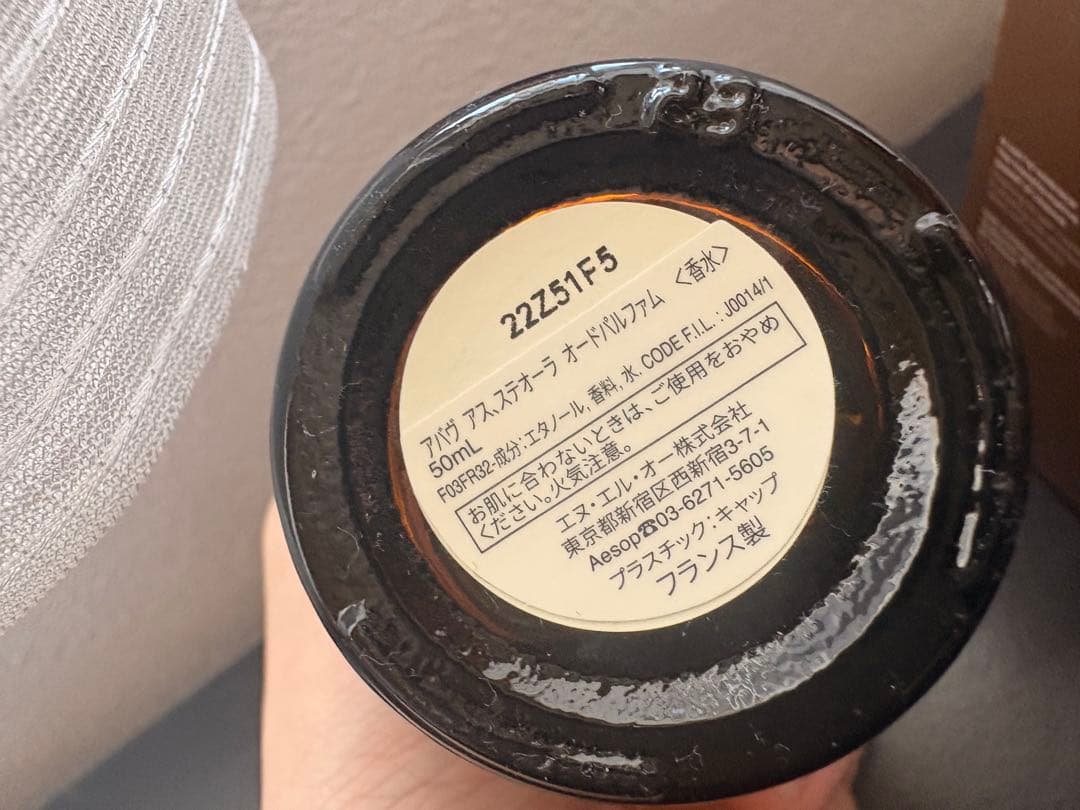 22Z51F5
アバヴ アス、ステオーラ オードパルファム 〈香水〉
50mL
F03FR32-成分:エタノール, 香料, 水. CODE F.I.L.: J0014/1
お肌に合わないときは、ご使用をおやめ
ください。火気注意。
エヌ・エル・オー株式会社
東京都新宿区西新宿3-7-1
Aesop☎03-6271-5605
プラスチック:キャップ
フランス製